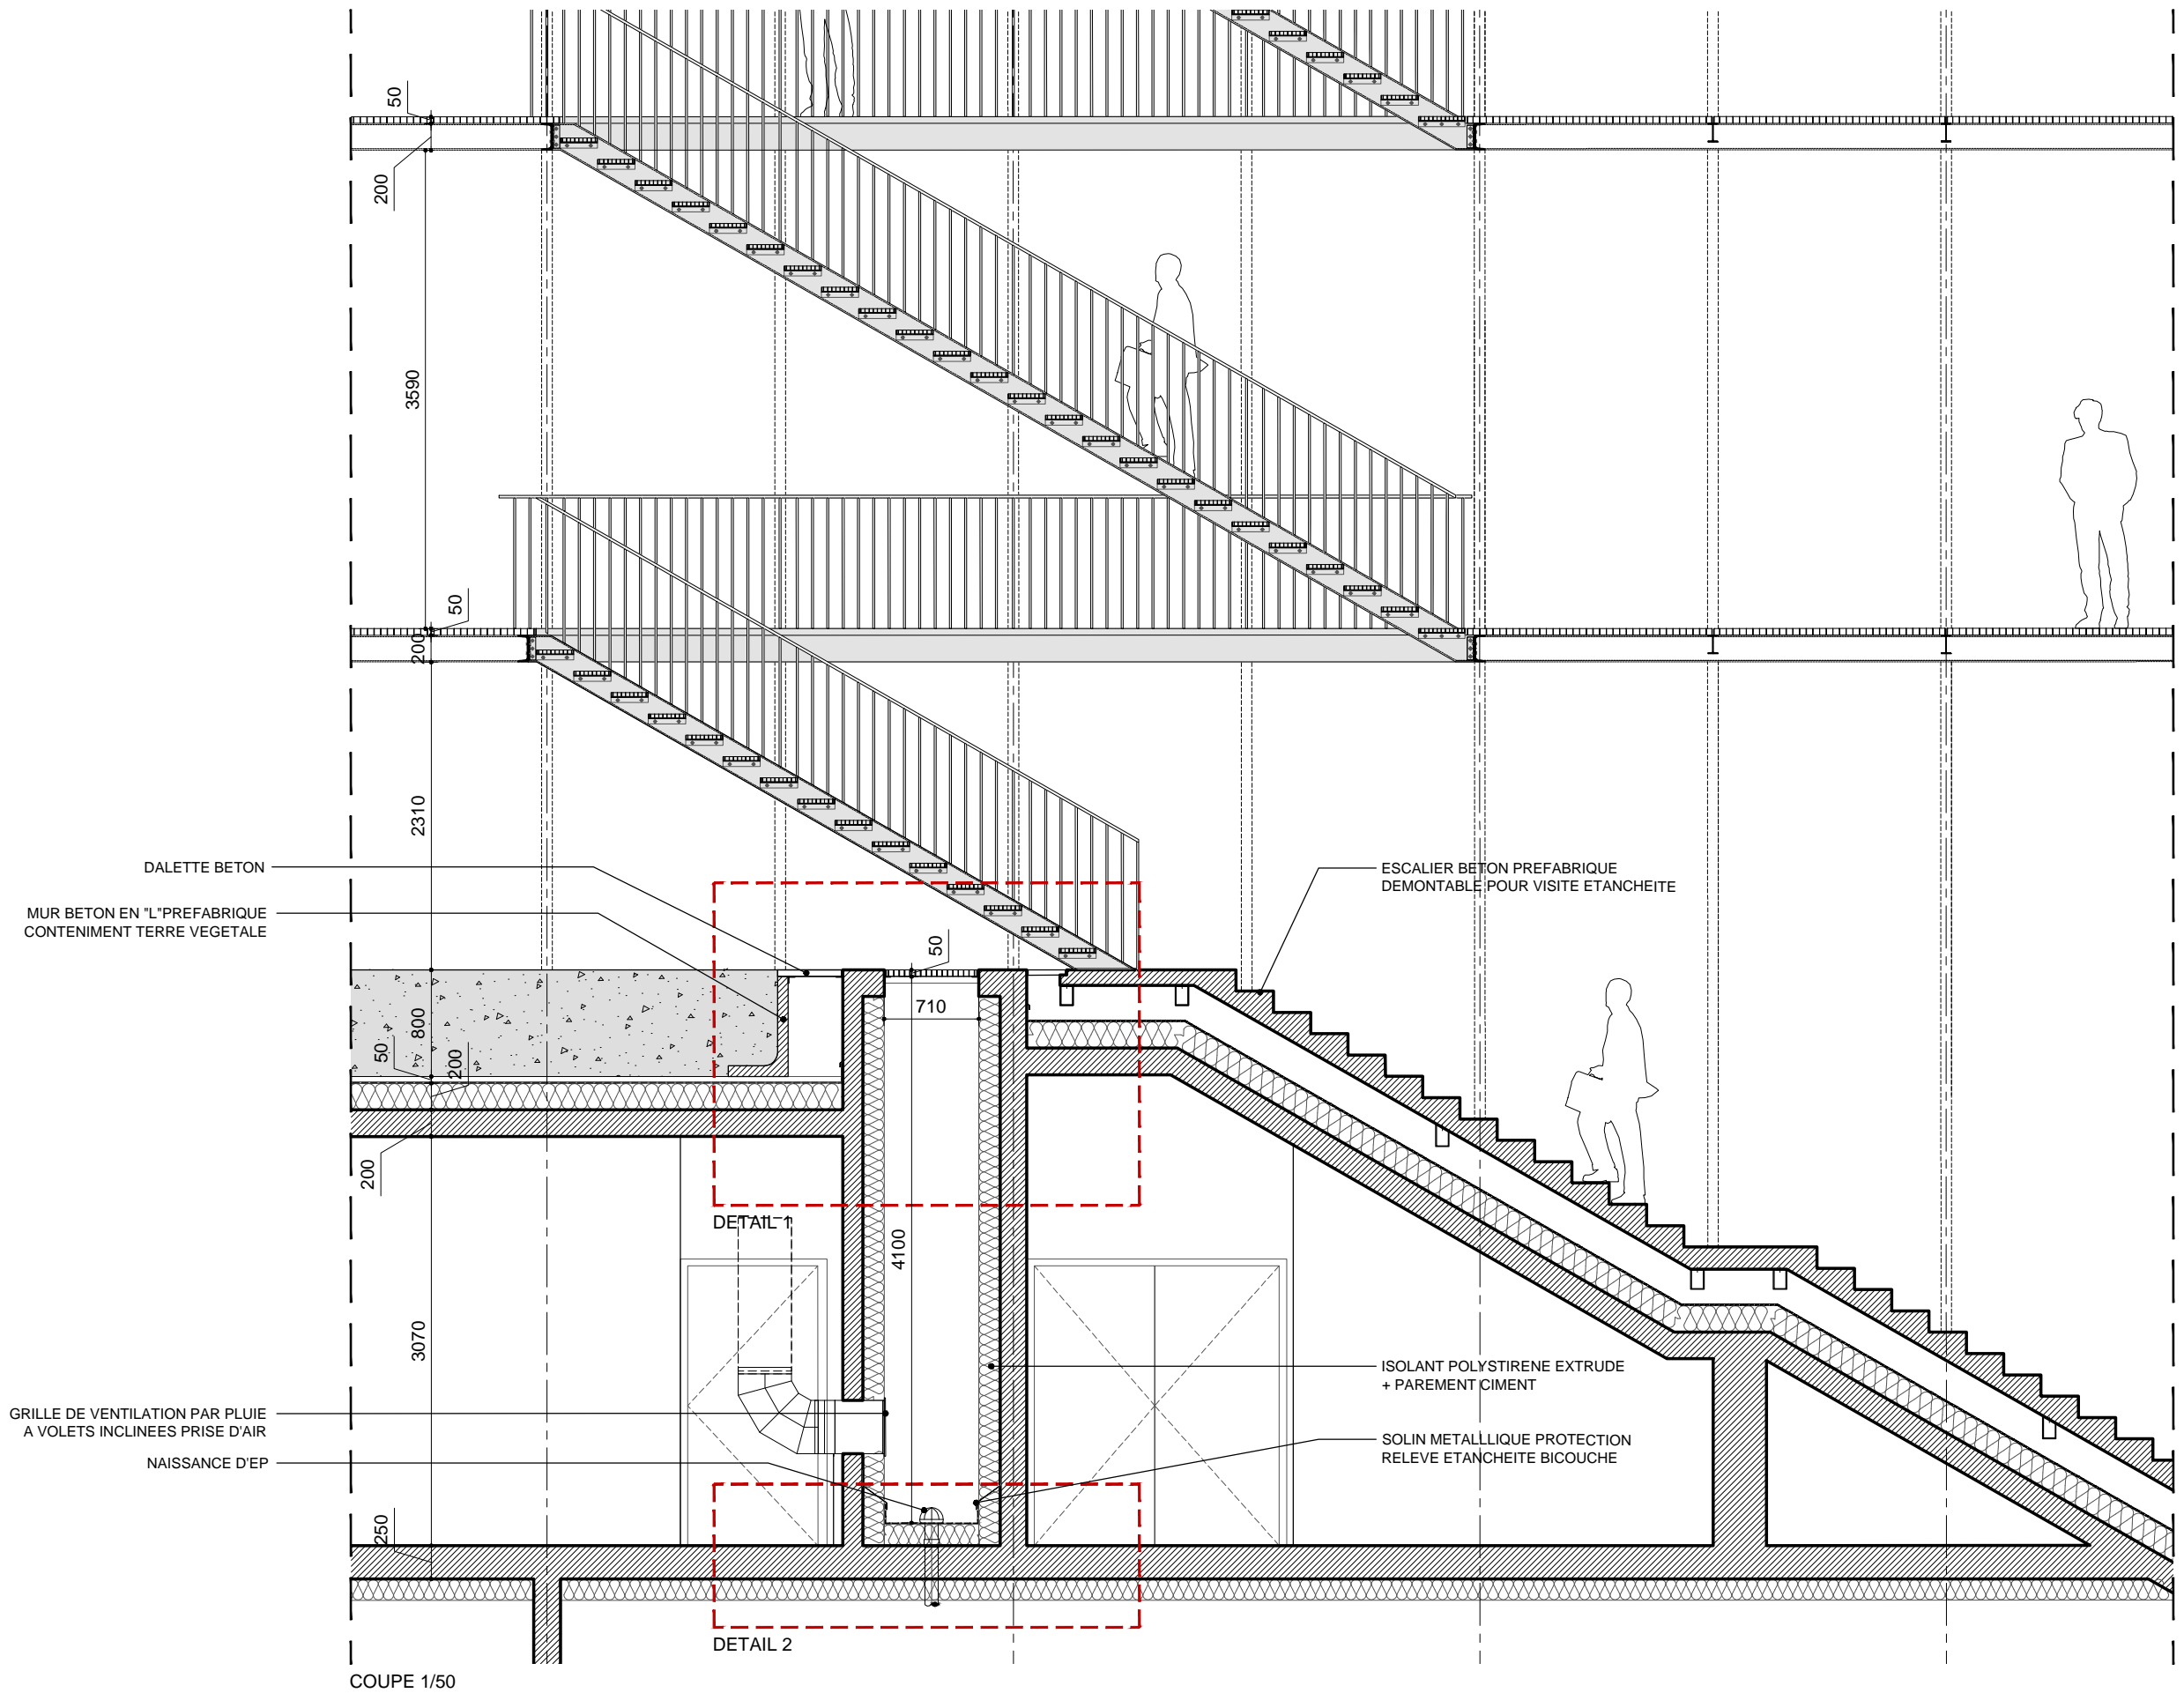 50
200
3590
50
200
2310
DALETTE BETON
MUR BETON EN "L"PREFABRIQUE
CONTENIMENT TERRE VEGETALE
ESCALIER BETON PREFABRIQUE
DEMONTABLE POUR VISITE ETANCHEITE
50
710
800
50
200
200
DETAIL 1
4100
3070
ISOLANT POLYSTIRENE EXTRUDE
+ PAREMENT CIMENT
GRILLE DE VENTILATION PAR PLUIE
A VOLETS INCLINEES PRISE D'AIR
SOLIN METALLLIQUE PROTECTION
RELEVE ETANCHEITE BICOUCHE
NAISSANCE D'EP
250
DETAIL 2
COUPE 1/50